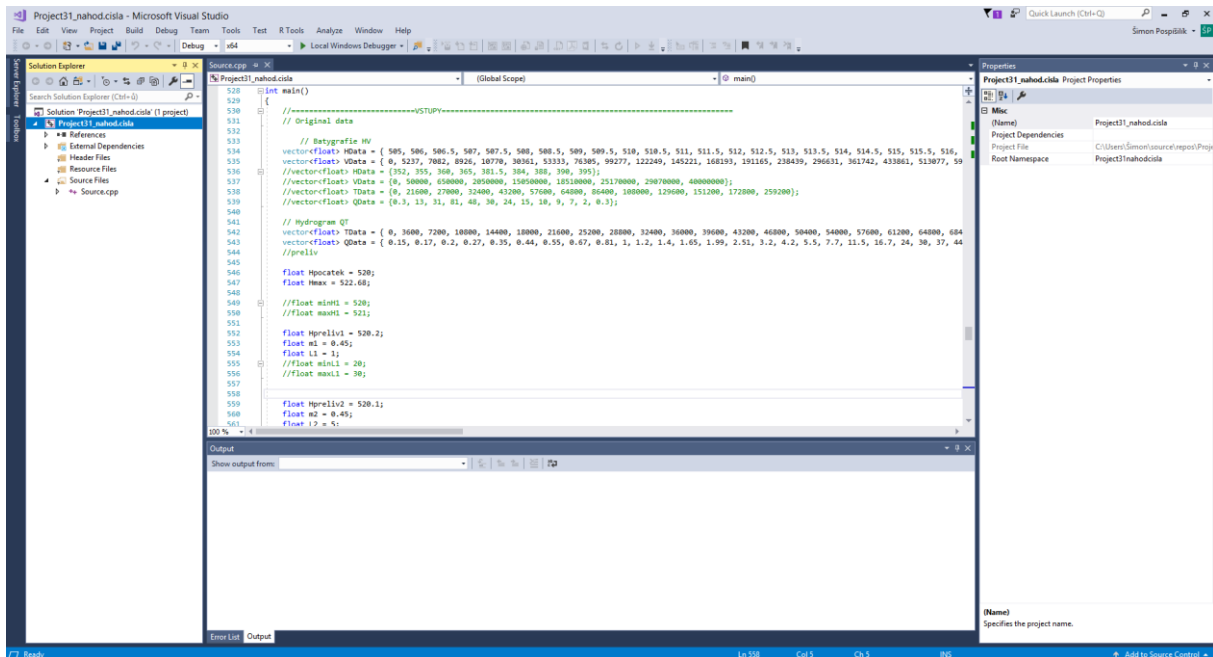 Project31_nahod.cisla - Microsoft Visual Studio
Quick Launch (Ctrl+Q)
File Edit View Project Build Debug Team Tools Test R Tools Analyze Window Help
Šimon Pospíšilík
ŠP
Debug x64 Local Windows Debugger
Server Explorer
Toolbox
Solution Explorer
Search Solution Explorer (Ctrl+ů)
Solution 'Project31_nahod.cisla' (1 project)
Project31_nahod.cisla
References
External Dependencies
Header Files
Resource Files
Source Files
Source.cpp
Source.cpp
Project31_nahod.cisla (Global Scope) main()
528 int main()
529 {
530 //==============================VSTUPY======================================================================
531 // Original data
532
533 // Batygrafie HV
534 vector<float> HData = { 505, 506, 506.5, 507, 507.5, 508, 508.5, 509, 509.5, 510, 510.5, 511, 511.5, 512, 512.5, 513, 513.5, 514, 514.5, 515, 515.5, 516,
535 vector<float> VData = { 0, 5237, 7082, 8926, 10770, 30361, 53333, 76305, 99277, 122249, 145221, 168193, 191165, 238439, 296631, 361742, 433861, 513077, 59
536 //vector<float> HData = {352, 355, 360, 365, 381.5, 384, 388, 390, 395};
537 //vector<float> VData = {0, 50000, 650000, 2050000, 15050000, 18510000, 25170000, 29070000, 40000000};
538 //vector<float> TData = {0, 21600, 27000, 32400, 43200, 57600, 64800, 86400, 108000, 129600, 151200, 172800, 259200};
539 //vector<float> QData = {0.3, 13, 31, 81, 48, 30, 24, 15, 10, 9, 7, 2, 0.3};
540
541 // Hydrogram QT
542 vector<float> TData = { 0, 3600, 7200, 10800, 14400, 18000, 21600, 25200, 28800, 32400, 36000, 39600, 43200, 46800, 50400, 54000, 57600, 61200, 64800, 684
543 vector<float> QData = { 0.15, 0.17, 0.2, 0.27, 0.35, 0.44, 0.55, 0.67, 0.81, 1, 1.2, 1.4, 1.65, 1.99, 2.51, 3.2, 4.2, 5.5, 7.7, 11.5, 16.7, 24, 30, 37, 44
544 //preliv
545
546 float Hpocatek = 520;
547 float Hmax = 522.68;
548
549 //float minH1 = 520;
550 //float maxH1 = 521;
551
552 float Hpreliv1 = 520.2;
553 float m1 = 0.45;
554 float L1 = 1;
555 //float minL1 = 20;
556 //float maxL1 = 30;
557
558
559 float Hpreliv2 = 520.1;
560 float m2 = 0.45;
561 float L2 = 5;
100 %
Output
Show output from:
Error List Output
Properties
Project31_nahod.cisla Project Properties
Misc
(Name) Project31_nahod.cisla
Project Dependencies
Project File C:\Users\Šimon\source\repos\Proje
Root Namespace Project31nahodcisla
(Name)
Specifies the project name.
Ready Ln 558 Col 5 Ch 5 INS Add to Source Control